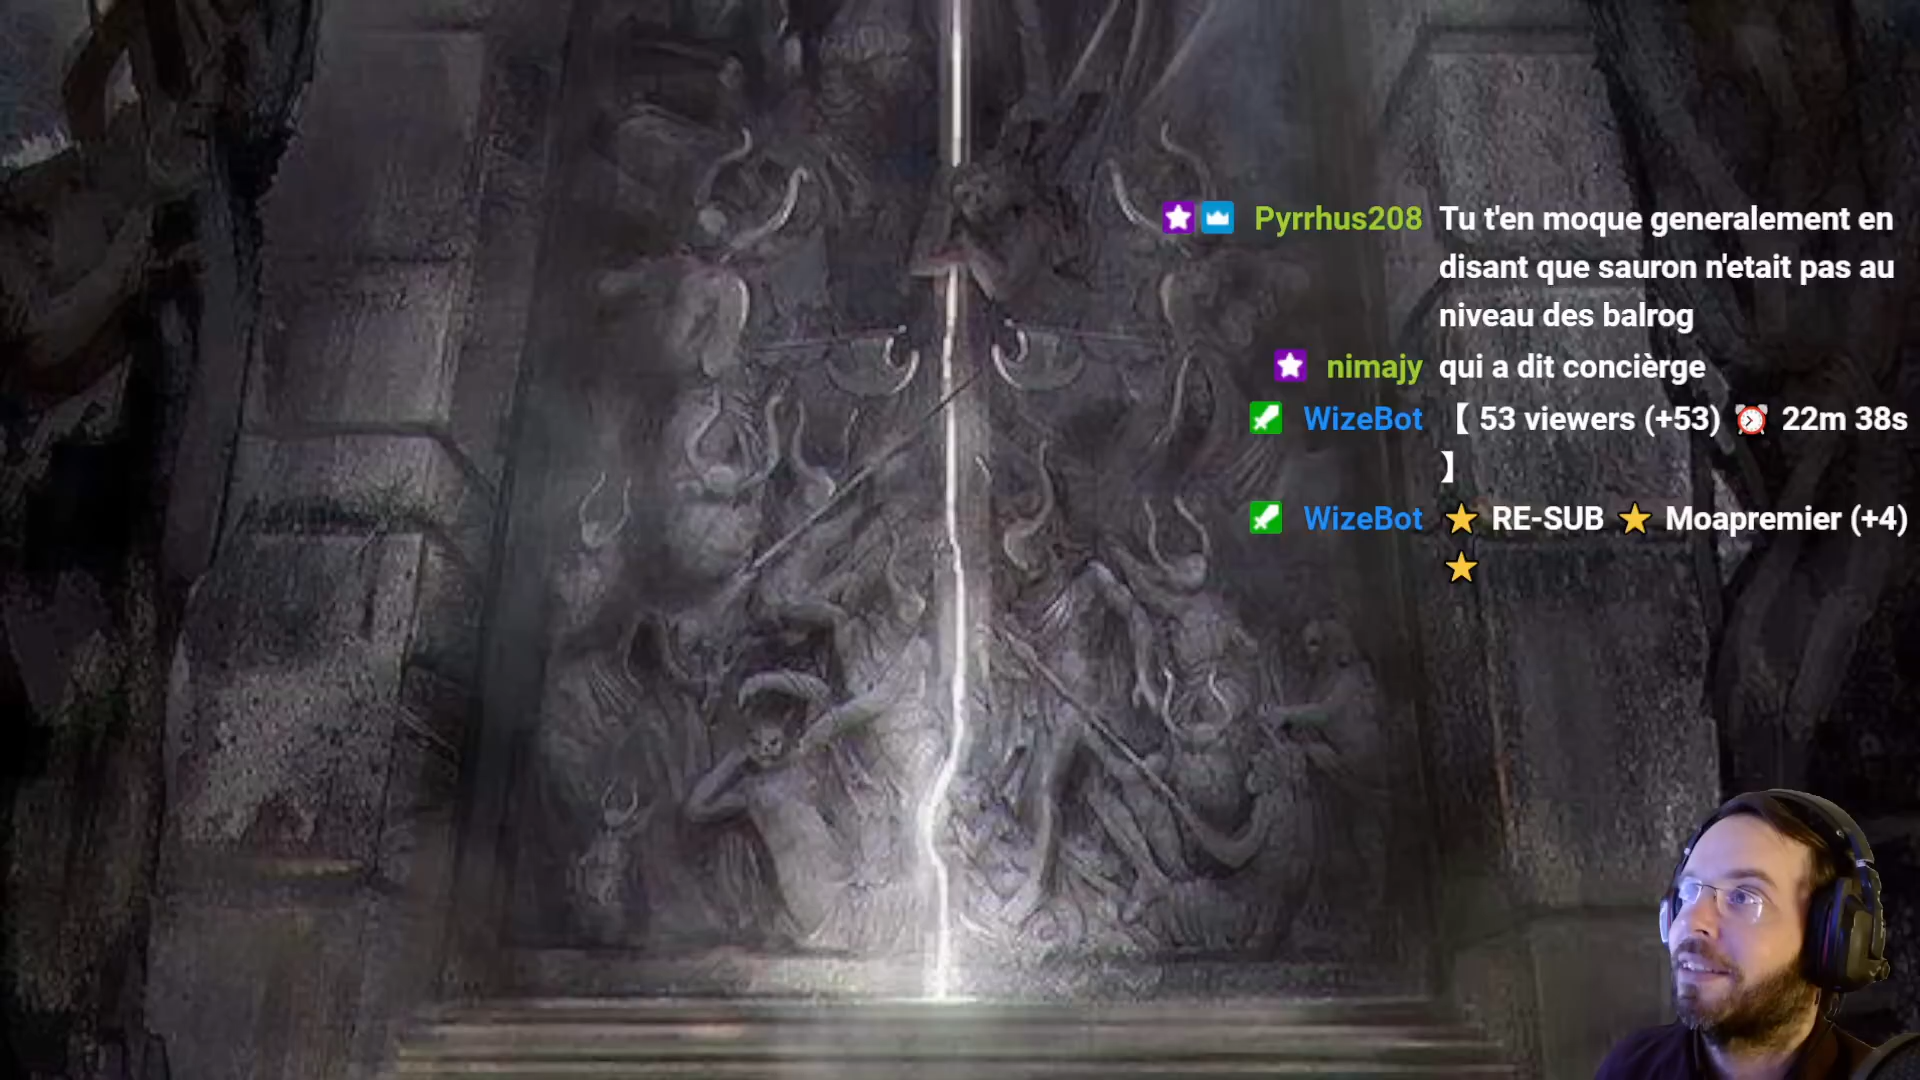 Pyrrhus208 Tu t'en moque generalement en
disant que sauron n'etait pas au
niveau des balrog
nimajy qui a dit concièrge
WizeBot 【 53 viewers (+53) ⏰ 22m 38s
】
WizeBot ⭐ RE-SUB ⭐ Moapremier (+4)
⭐